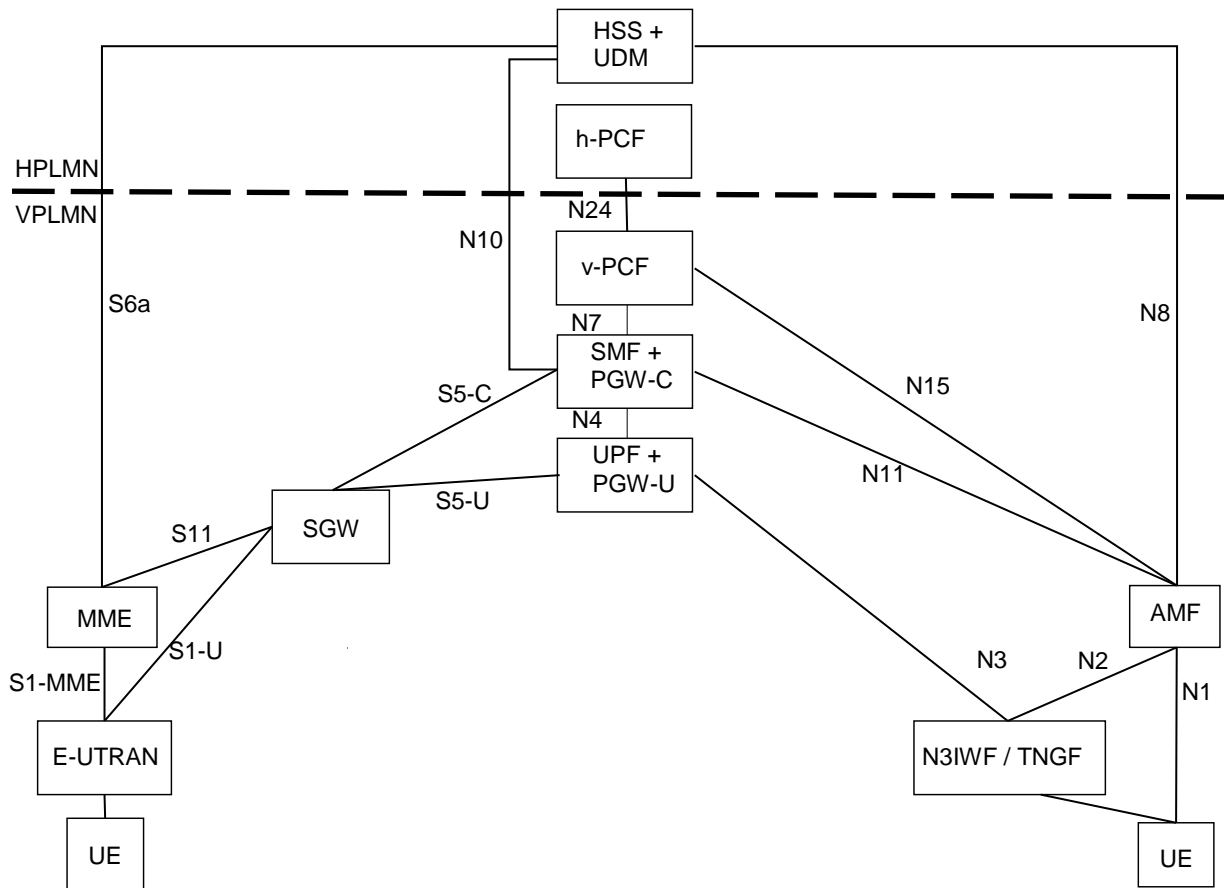 HSS +
UDM
h-PCF
HPLMN
VPLMN
N24
N10
v-PCF
S6a
N8
N7
SMF +
PGW-C
N15
S5-C
N4
UPF +
PGW-U
N11
S5-U
S11
SGW
MME
AMF
S1-U
N3
N2
S1-MME
N1
E-UTRAN
N3IWF / TNGF
UE
UE